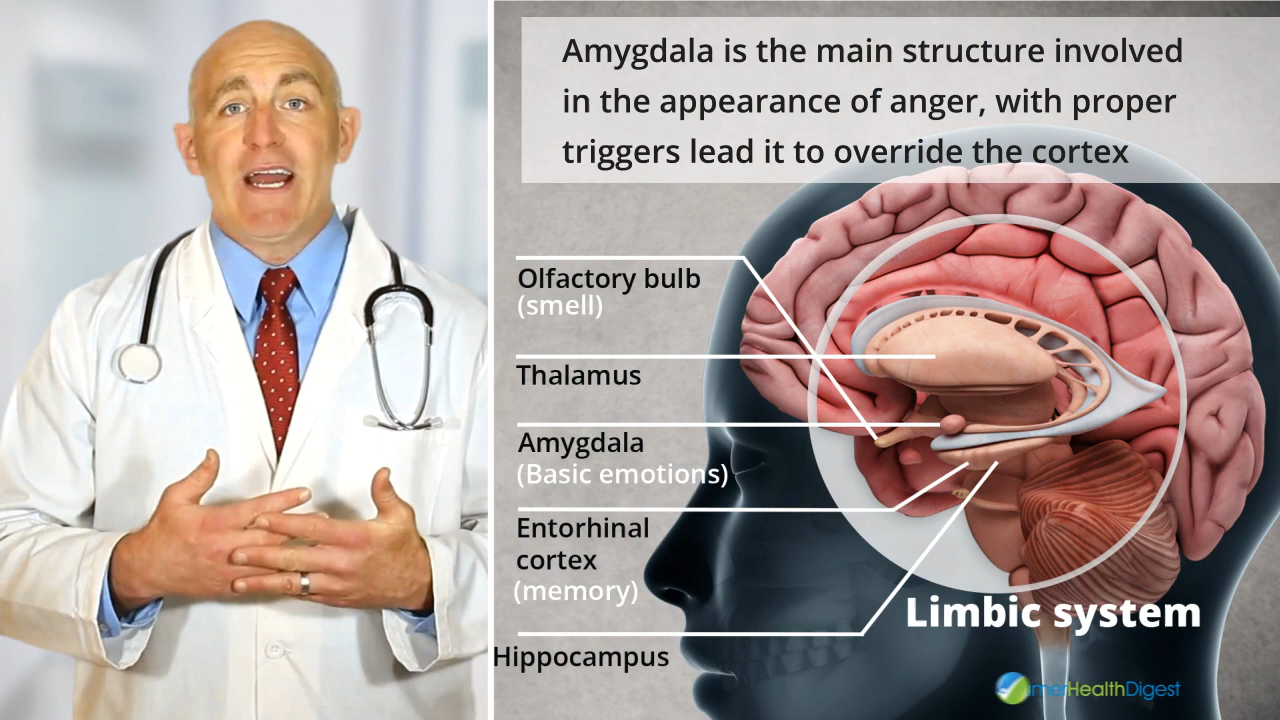 Amygdala is the main structure involved
in the appearance of anger, with proper
triggers lead it to override the cortex
Olfactory bulb
(smell)
Thalamus
Amygdala
(Basic emotions)
Entorhinal
cortex
(memory)
Hippocampus
Limbic system
HealthDigest